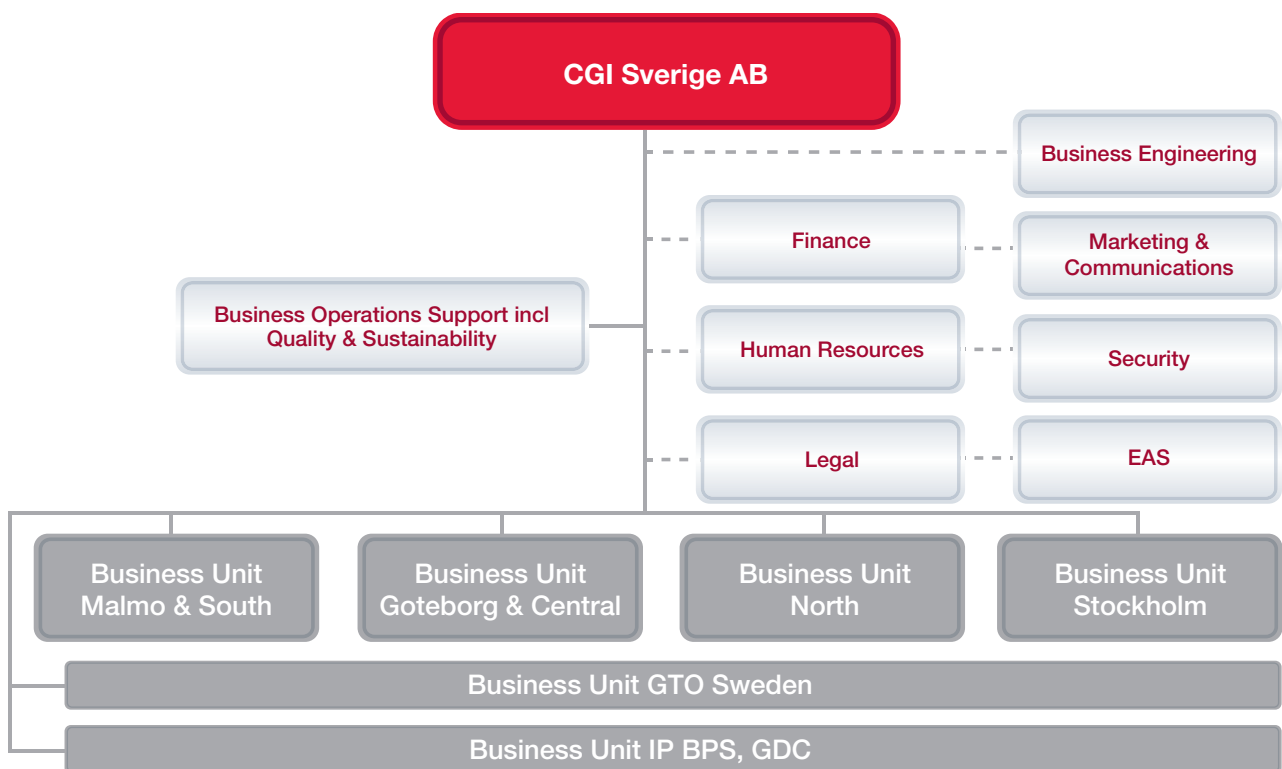 CGI Sverige AB
Business Engineering
Finance
Marketing &
Communications
Business Operations Support incl
Quality & Sustainability
Human Resources
Security
Legal
EAS
Business Unit
Malmo & South
Business Unit
Goteborg & Central
Business Unit
North
Business Unit
Stockholm
Business Unit GTO Sweden
Business Unit IP BPS, GDC